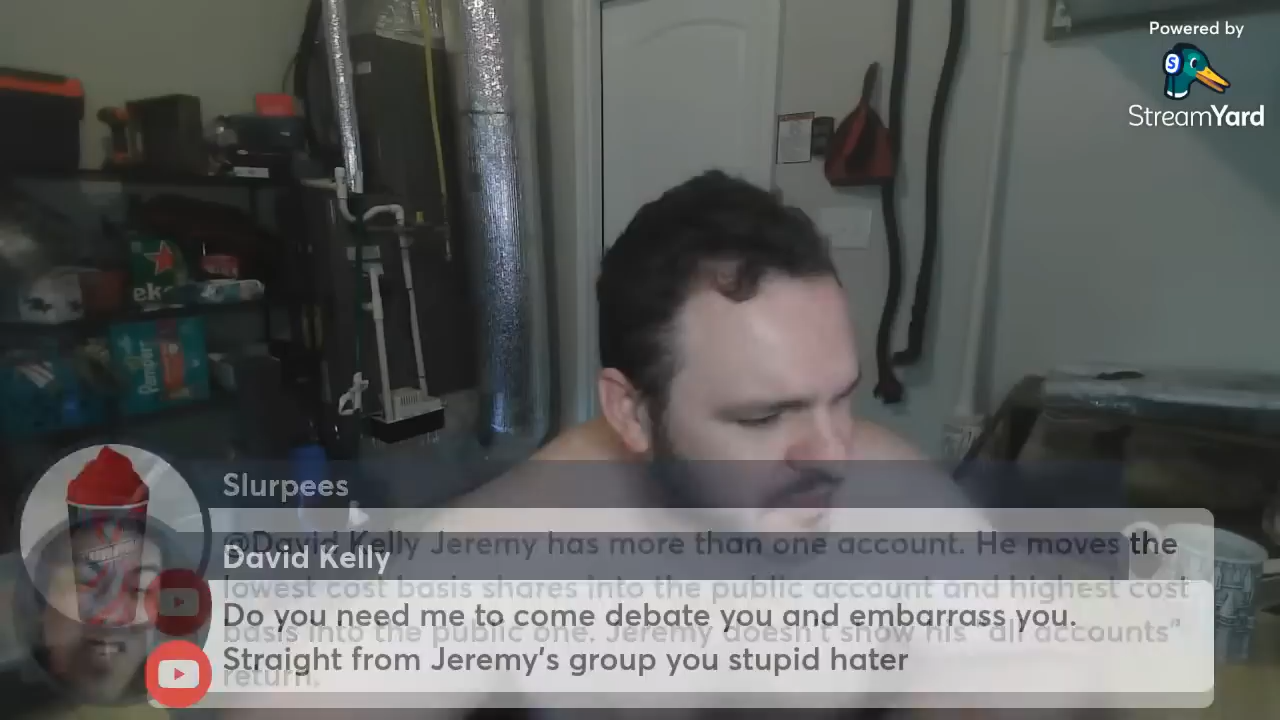 Powered by
S
StreamYard
Slurpees
@David Kelly Jeremy has more than one account. He moves the
lowest cost basis shares into the public account and highest cost
basis into the public one. Jeremy doesn't show his "all accounts"
return.
David Kelly
Do you need me to come debate you and embarrass you.
Straight from Jeremy's group you stupid hater